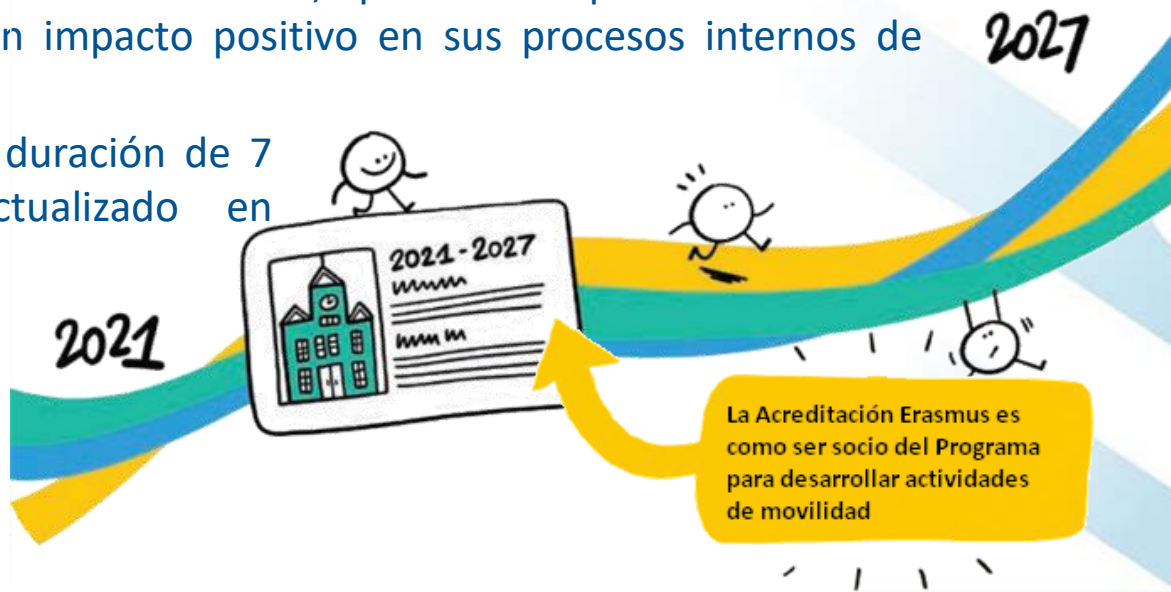 n impacto positivo en sus procesos internos de
2027
duración de 7
ctualizado en
2021-2027
2021
La Acreditación Erasmus es
como ser socio del Programa
para desarrollar actividades
de movilidad